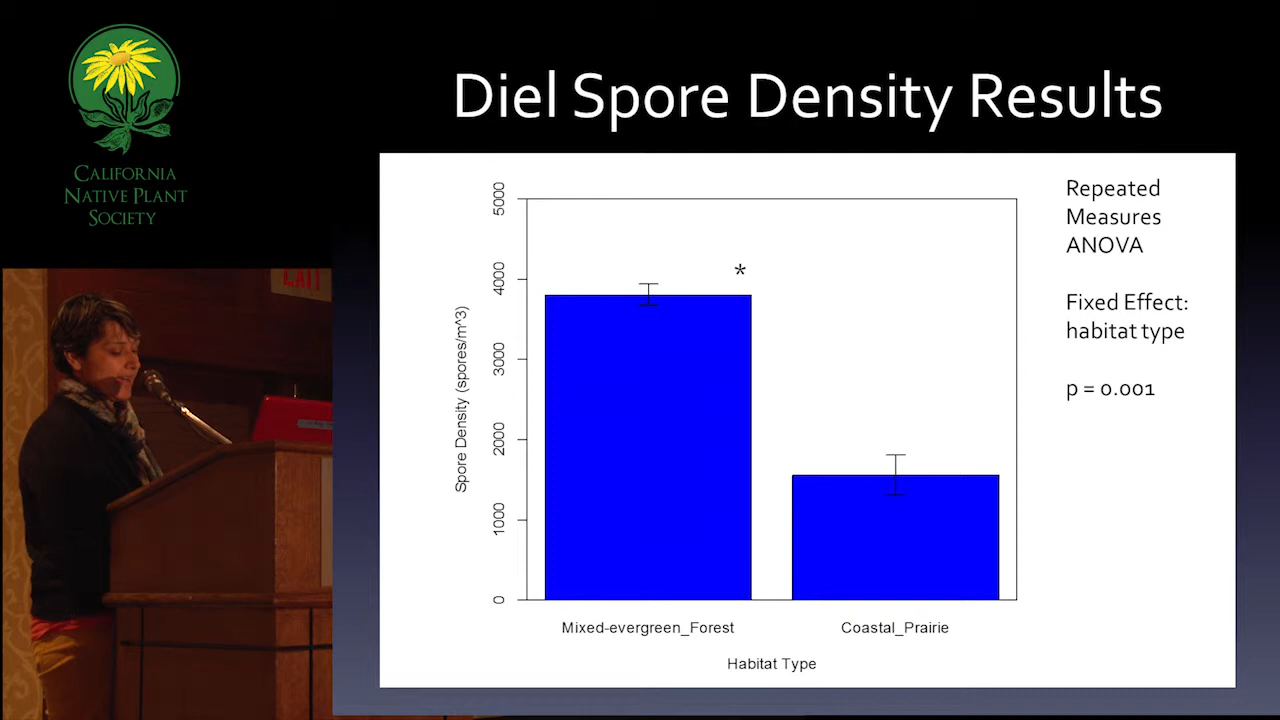 CALIFORNIA
NATIVE PLANT
SOCIETY
EXIT
Diel Spore Density Results
Repeated
Measures
ANOVA
Fixed Effect:
habitat type
p = 0.001
Spore Density (spores/m^3)
5000
4000
3000
2000
1000
0
*
Mixed-evergreen_Forest
Coastal_Prairie
Habitat Type